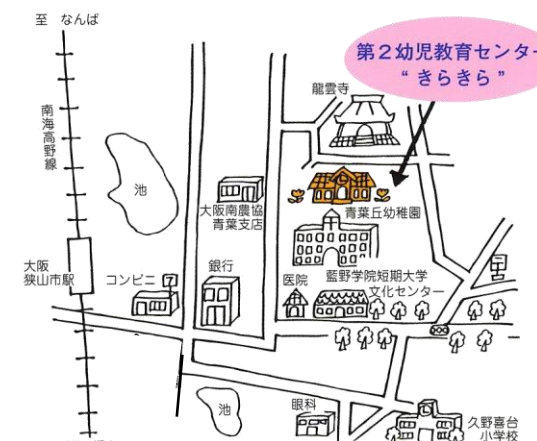 至 なんば
第2幼児教育センター
“ きらきら ”
龍雲寺
南海高野線
池
大阪南農協
青葉支店
青葉丘幼稚園
大阪
狭山市駅
コンビニ
銀行
医院
藍野学院短期大学
文化センター
池
眼科
久野喜台
小学校